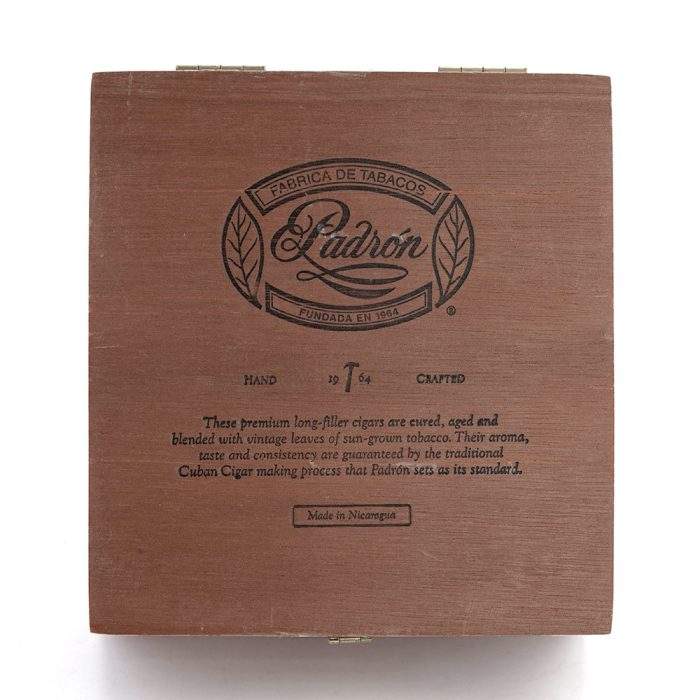 FABRICA DE TABACOS
Padrón
FUNDADA EN 1964
®
HAND 19 64 CRAFTED
These premium long-filler cigars are cured, aged and
blended with vintage leaves of sun-grown tobacco. Their aroma,
taste and consistency are guaranteed by the traditional
Cuban Cigar making process that Padrón sets as its standard.
Made in Nicaragua